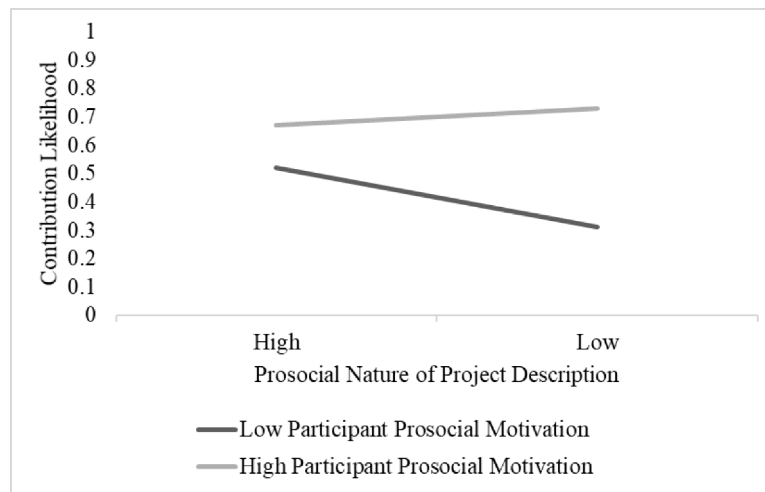 1
0.9
0.8
0.7
0.6
0.5
0.4
0.3
0.2
0.1
0
Contribution Likelihood
High
Low
Prosocial Nature of Project Description
Low Participant Prosocial Motivation
High Participant Prosocial Motivation